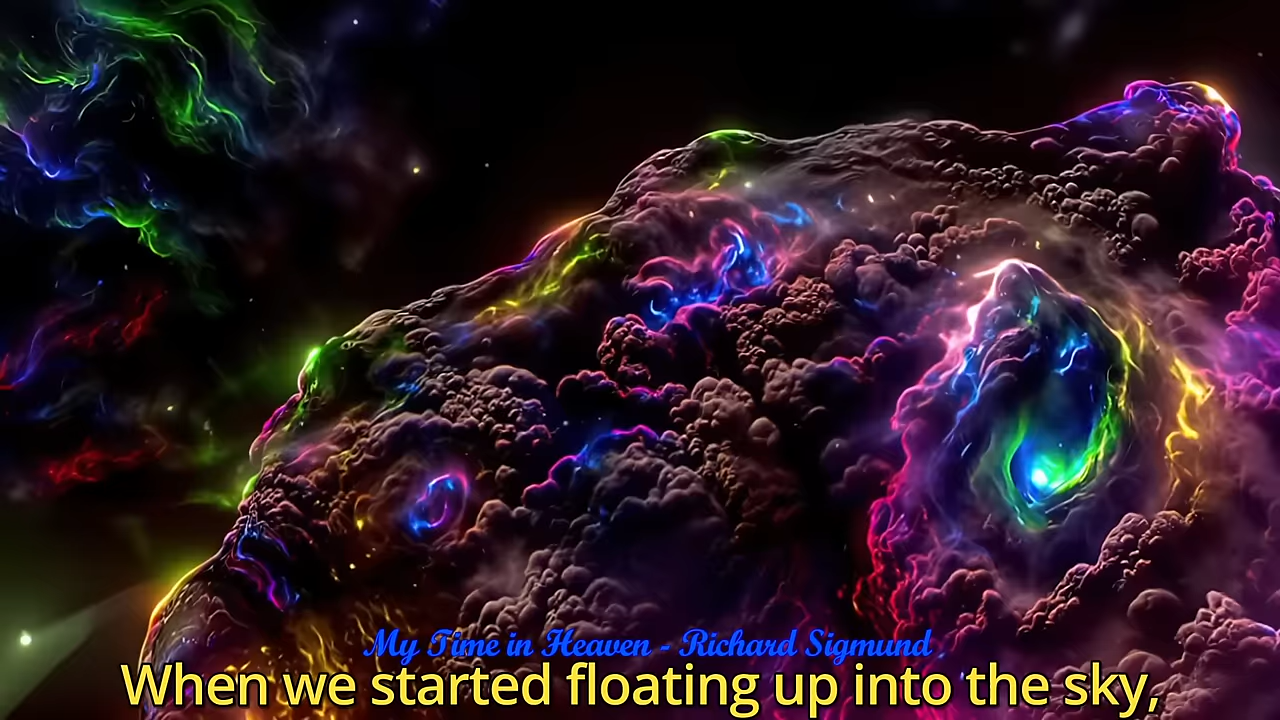 My Time in Heaven - Richard Sigmund
When we started floating up into the sky,